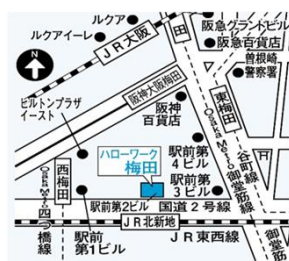 ルクア
ルクアイーレ
阪急グランドビル
阪急百貨店
曽根崎
警察署
N
JR大阪
田
阪神大阪梅田
阪神
百貨店
東梅田
ヒルトンプラザ
イースト
ハローワーク
梅田
駅前第
4ビル
駅前第
3ビル
Osaka Metro 御堂筋線
谷町線
西梅田
Osaka Metro 四つ橋線
駅前第2ビル
国道2号線
JR北新地
駅前
第1ビル
JR東西線
御堂筋